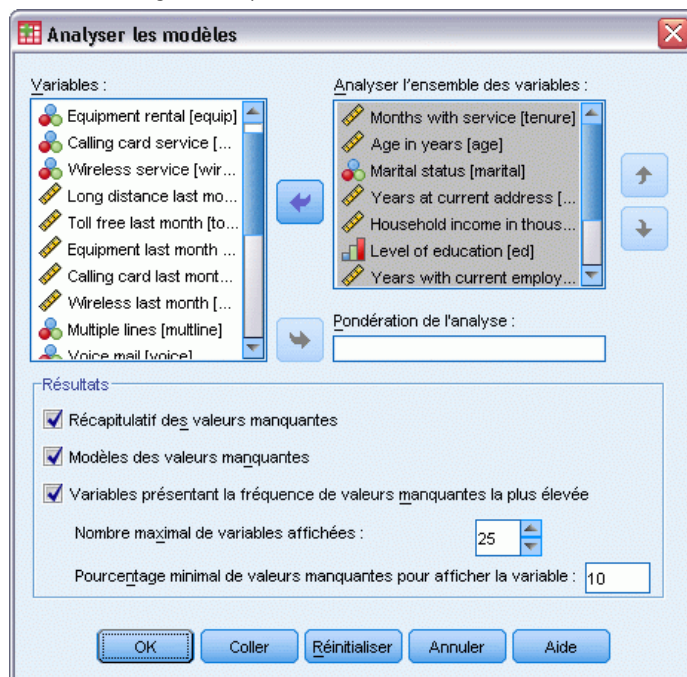 Analyser les modèles
Variables :
Equipment rental [equip]
Calling card service [...
Wireless service [wir...
Long distance last mo...
Toll free last month [to...
Equipment last month ...
Calling card last mont...
Wireless last month [...
Multiple lines [multline]
Voice mail [voice]
Analyser l'ensemble des variables :
Months with service [tenure]
Age in years [age]
Marital status [marital]
Years at current address [...
Household income in thous...
Level of education [ed]
Years with current employ...
Pondération de l'analyse :
Résultats
Récapitulatif des valeurs manquantes
Modèles des valeurs manquantes
Variables présentant la fréquence de valeurs manquantes la plus élevée
Nombre maximal de variables affichées : 25
Pourcentage minimal de valeurs manquantes pour afficher la variable : 10
OK Coller Réinitialiser Annuler Aide